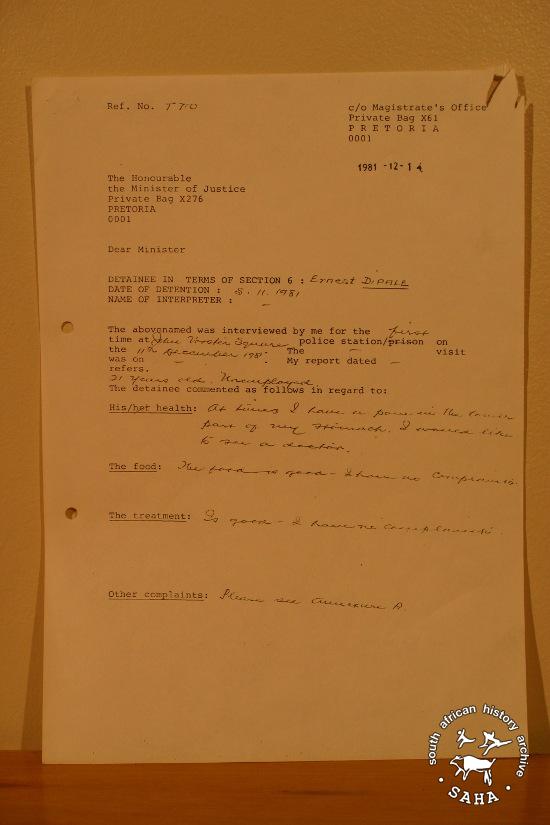 Ref. No.
c/o Magistrate's Office
Private Bag X61
P R E T O R I A
0001
1981 -12- 14
The Honourable
the Minister of Justice
Private Bag X276
PRETORIA
0001
Dear Minister
DETAINEE IN TERMS OF SECTION 6 : Ernest DIPALE
DATE OF DETENTION : 5. 11. 1981
NAME OF INTERPRETER : –
The abovenamed was interviewed by me for the first
time at John Vorster Square police station/prison on
the 11th December 1981. The – visit
was on – . My report dated –
refers.
21 years old, Unemployed
The detainee commented as follows in regard to:
His/her health: At times I have a pain in the lower
part of my stomach. I would like
to see a doctor.
The food: The food is good - I have no complaints.
The treatment: Is good - I have no complaints.
Other complaints: Please see Annexure A.
south african history archive
· SAHA ·